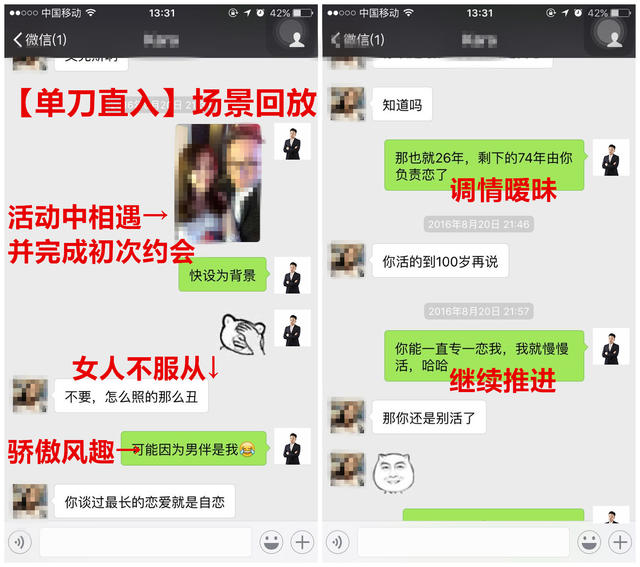 中国移动
13:31
42%
微信(1)
【单刀直入】场景回放
活动中相遇→
并完成初次约会
快设为背景
女人不服从↓
不要，怎么照的那么丑
骄傲风趣→
可能因为男伴是我😂
你谈过最长的恋爱就是自恋
中国移动
13:31
42%
微信(1)
知道吗
那也就26年，剩下的74年由你
负责恋了
调情暧昧
2016年8月20日 21:46
你活的到100岁再说
2016年8月20日 21:57
你能一直专一恋我，我就慢慢
活，哈哈
继续推进
那你还是别活了